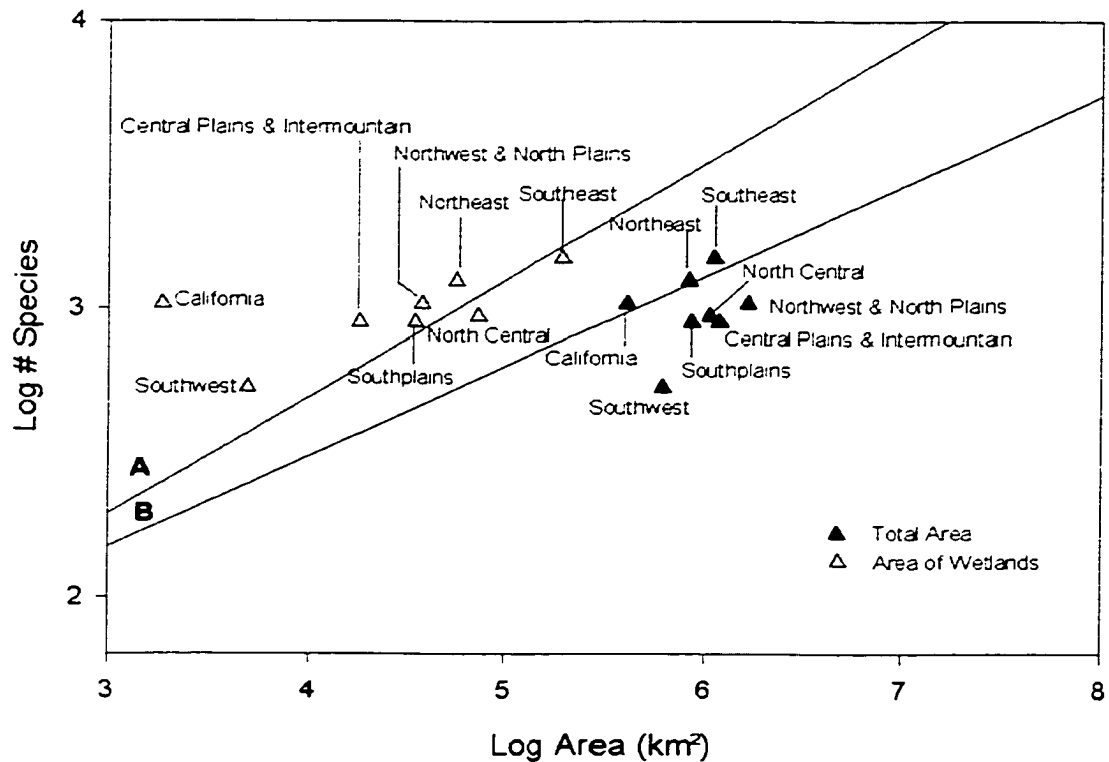 4
Central Plains & Intermountain
Northwest & North Plains
Northeast
Southeast
Northeast
Southeast
California
North Central
Northwest & North Plains
North Central
California
Central Plains & Intermountain
Southwest
Southplains
Southplains
Southwest
3
2
Log # Species
A
B
Total Area
Area of Wetlands
3 4 5 6 7 8
Log Area (km²)